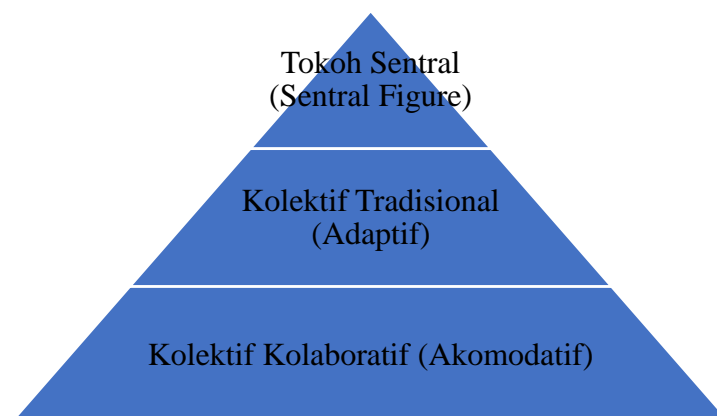 Tokoh Sentral
(Sentral Figure)
Kolektif Tradisional
(Adaptif)
Kolektif Kolaboratif (Akomodatif)